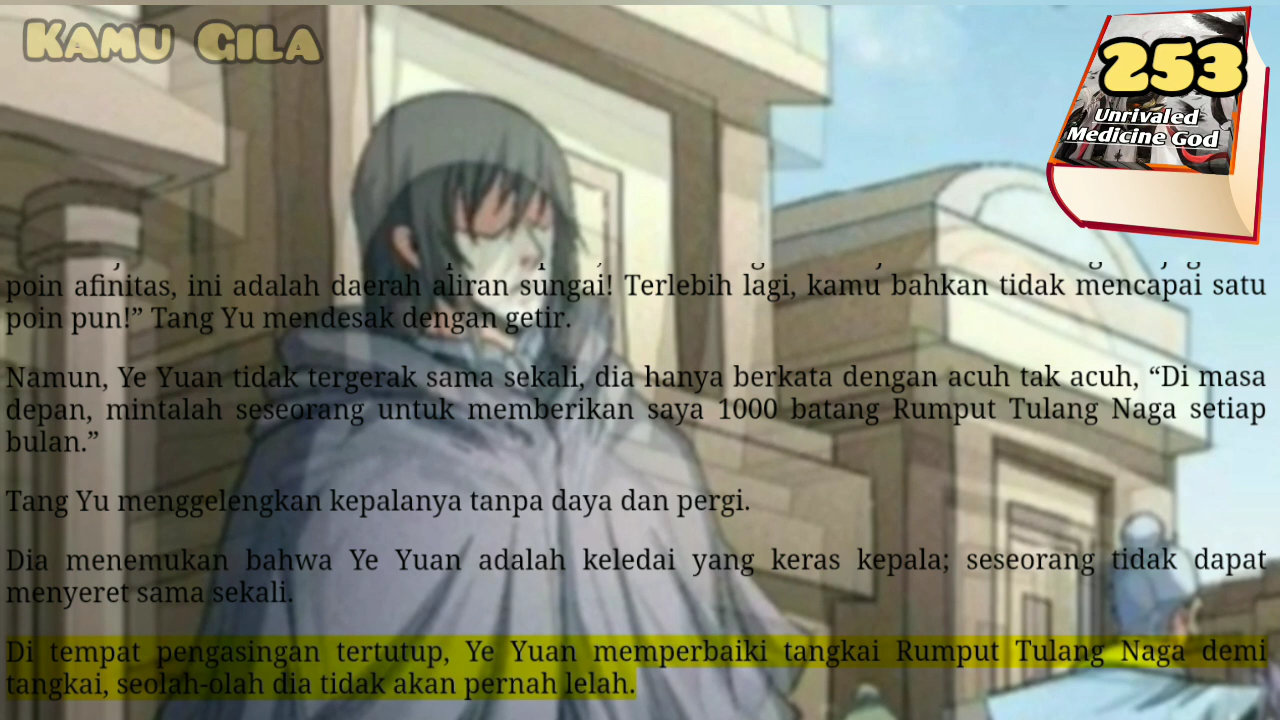 Kamu Gila
253
Unrivaled
Medicine God
poin afinitas, ini adalah daerah aliran sungai! Terlebih lagi, kamu bahkan tidak mencapai satu
poin pun!” Tang Yu mendesak dengan getir.
Namun, Ye Yuan tidak tergerak sama sekali, dia hanya berkata dengan acuh tak acuh, “Di masa
depan, mintalah seseorang untuk memberikan saya 1000 batang Rumput Tulang Naga setiap
bulan.”
Tang Yu menggelengkan kepalanya tanpa daya dan pergi.
Dia menemukan bahwa Ye Yuan adalah keledai yang keras kepala; seseorang tidak dapat
menyeret sama sekali.
Di tempat pengasingan tertutup, Ye Yuan memperbaiki tangkai Rumput Tulang Naga demi
tangkai, seolah-olah dia tidak akan pernah lelah.